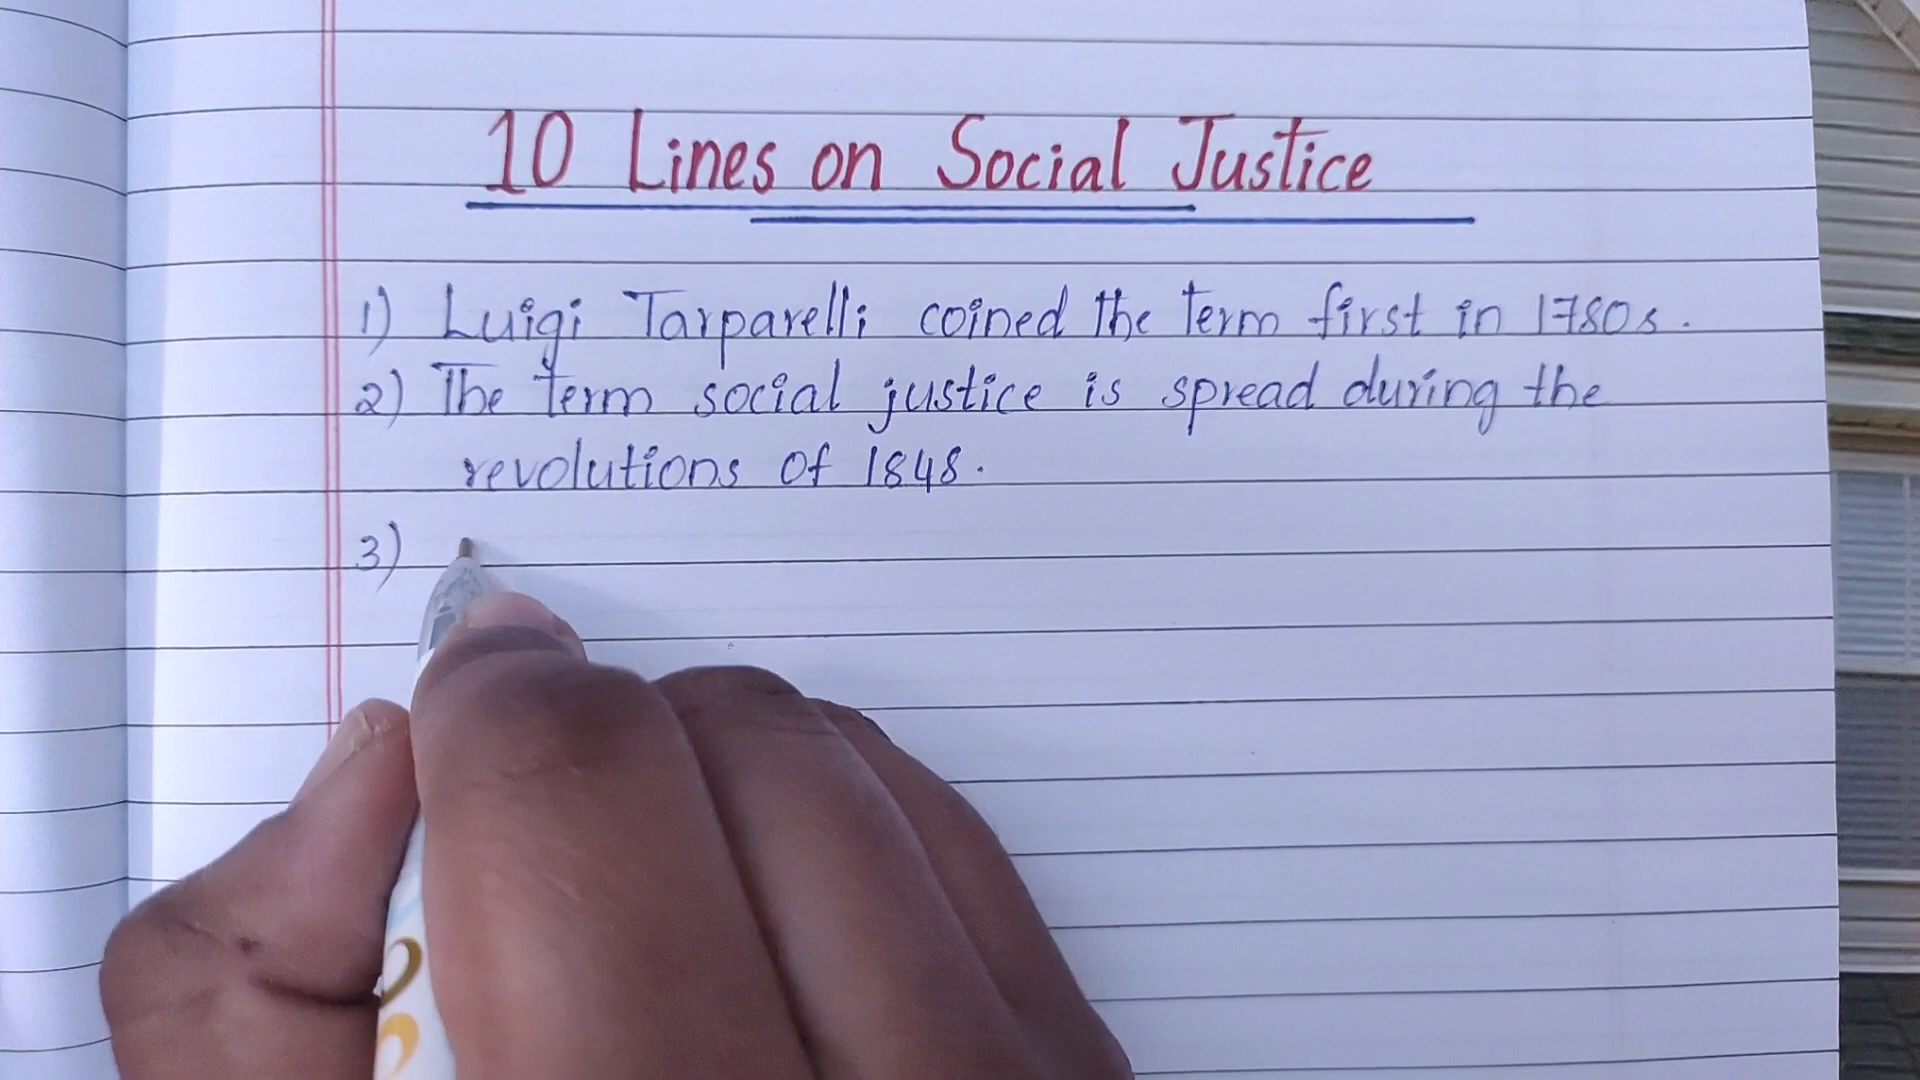 10 Lines on Social Justice
1) Luigi Tarparelli coined the term first in 1780s.
2) The term social justice is spread during the
revolutions of 1848.
3)